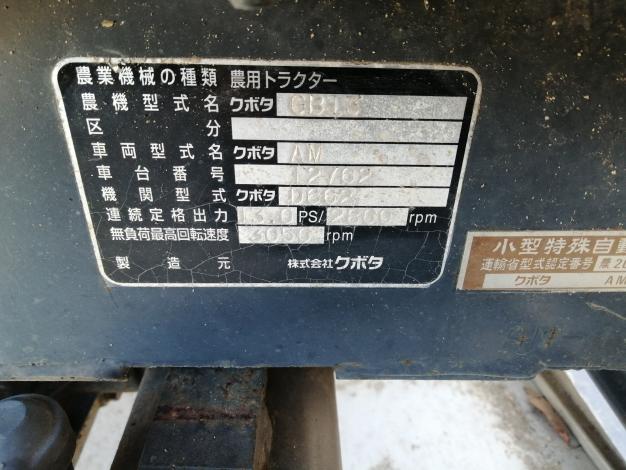 農業機械の種類 農用トラクター
農機型式名 クボタ GB13
区分
車両型式名 クボタ AM
車台番号 12762
機関型式 クボタ D662
連続定格出力 13.0 PS/2800 rpm
無負荷最高回転速度 3050 rpm
製造元 株式会社クボタ
小型特殊自動
運輸省型式認定番号 農
クボタ AM